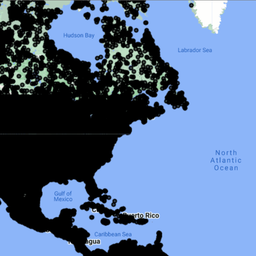 Hudson Bay
Labrador Sea
North
Atlantic
Ocean
Gulf of
Mexico
Puerto Rico
Caribbean Sea
agua